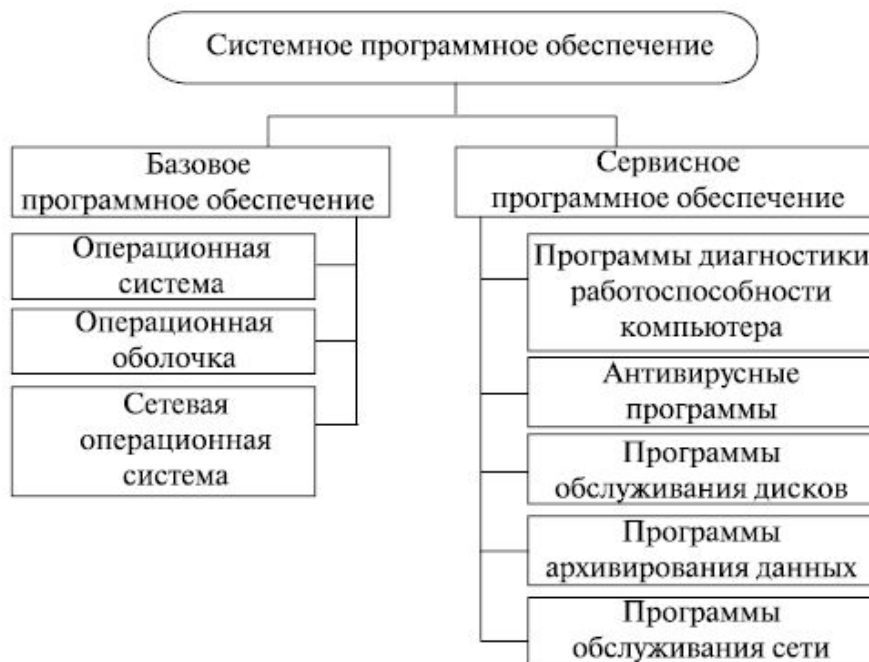 Системное программное обеспечение
Базовое
программное обеспечение
Операционная
система
Операционная
оболочка
Сетевая
операционная
система
Сервисное
программное обеспечение
Программы диагностики
работоспособности
компьютера
Антивирусные
программы
Программы
обслуживания дисков
Программы
архивирования данных
Программы
обслуживания сети